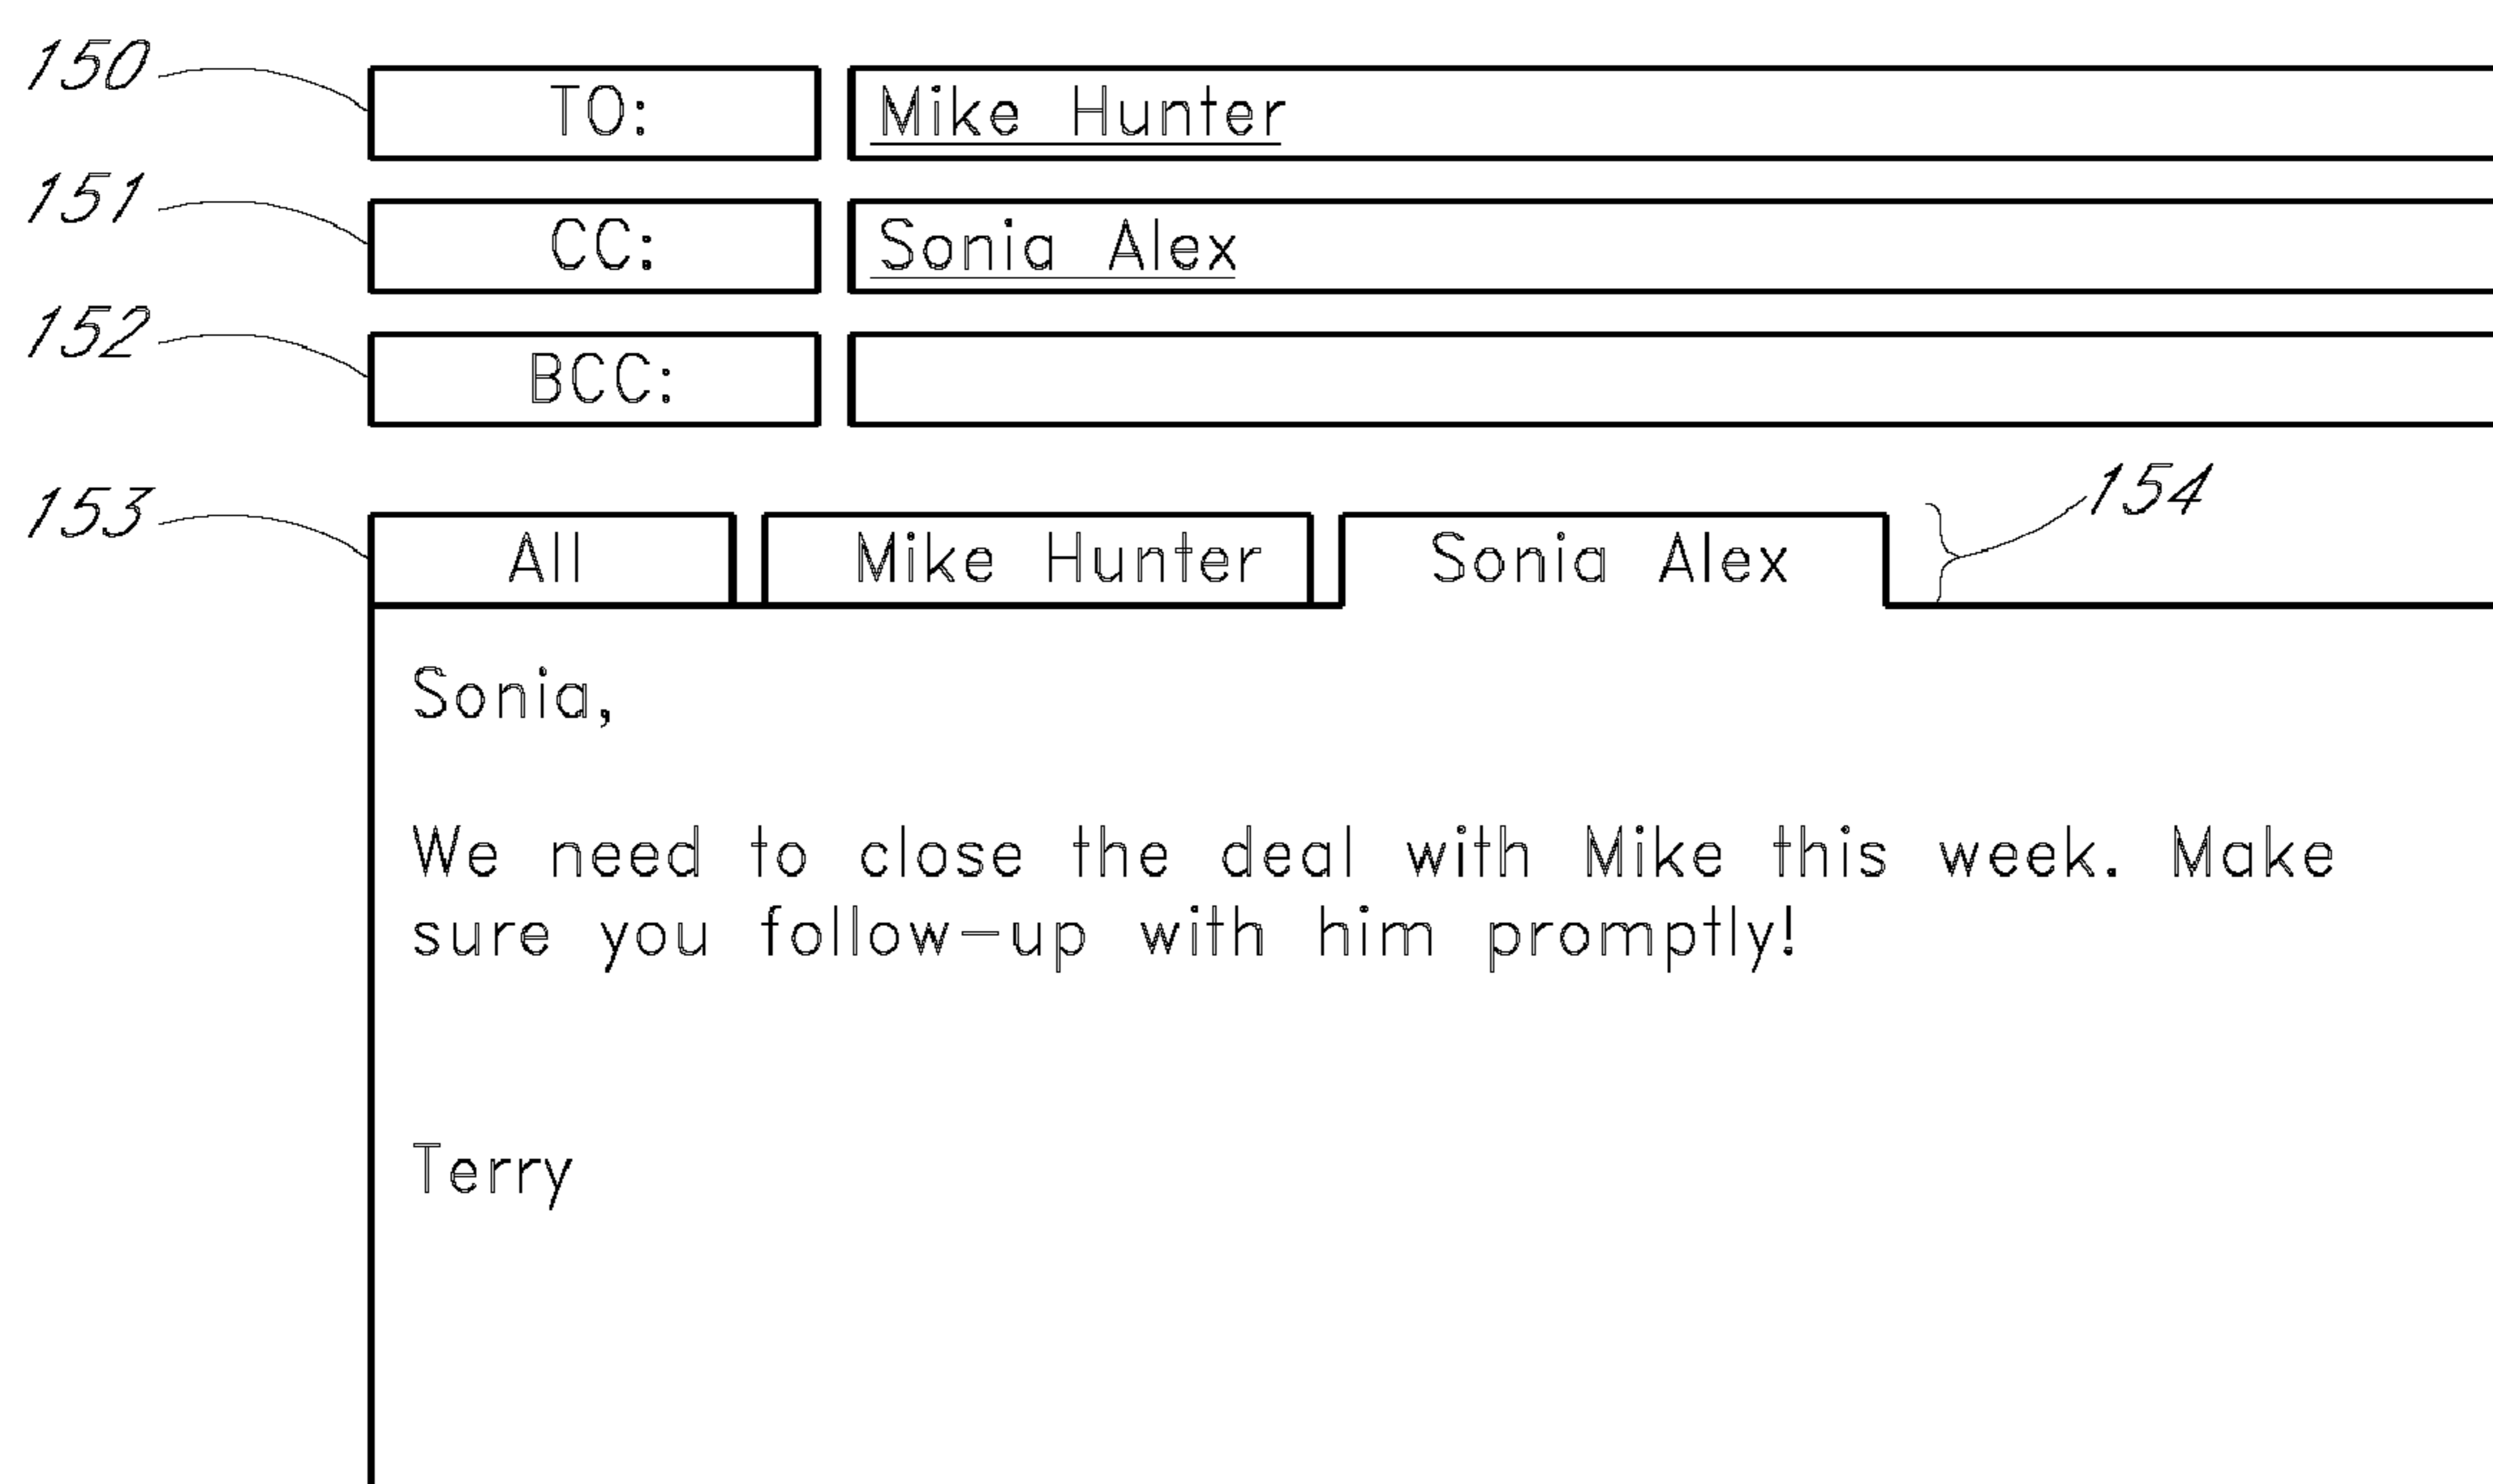 150 TO: Mike Hunter
151 CC: Sonia Alex
152 BCC:
153 All Mike Hunter Sonia Alex 154
Sonia,
We need to close the deal with Mike this week. Make
sure you follow-up with him promptly!
Terry